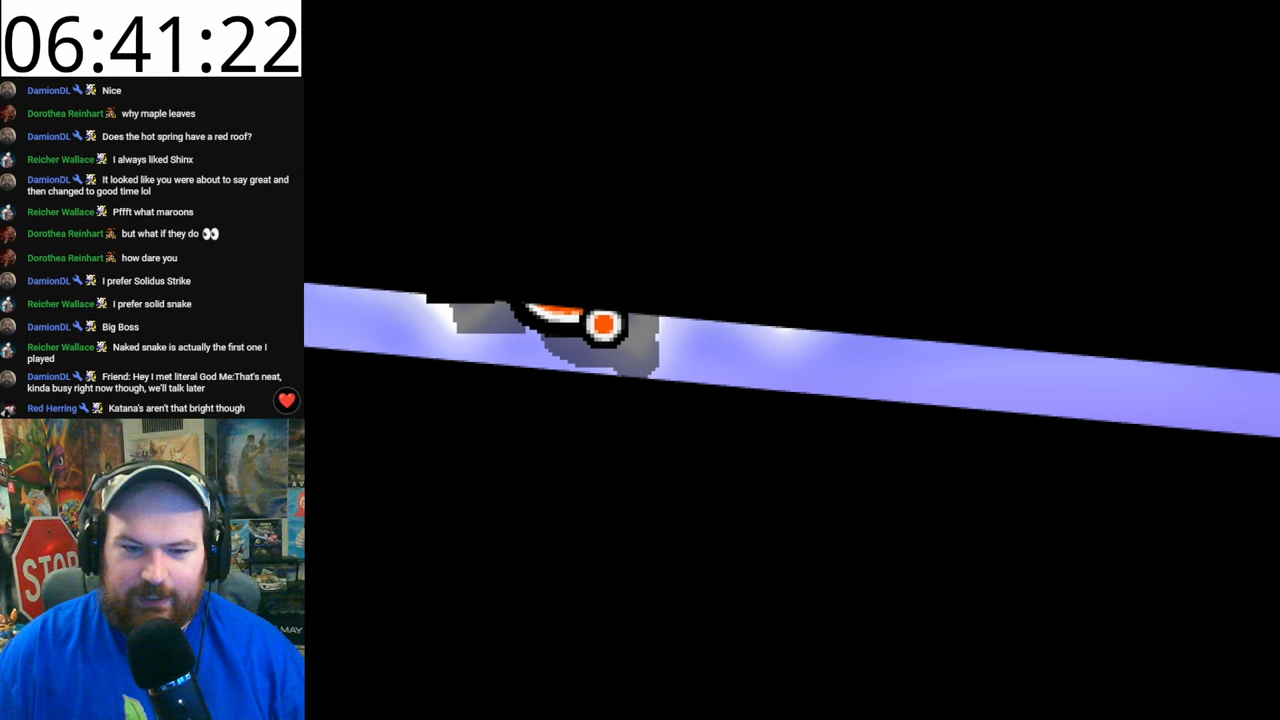 06:41:22
DamionDL Nice
Dorothea Reinhart why maple leaves
DamionDL Does the hot spring have a red roof?
Reicher Wallace I always liked Shinx
DamionDL It looked like you were about to say great and
then changed to good time lol
Reicher Wallace Pffft what maroons
Dorothea Reinhart but what if they do 👀
Dorothea Reinhart how dare you
DamionDL I prefer Solidus Strike
Reicher Wallace I prefer solid snake
DamionDL Big Boss
Reicher Wallace Naked snake is actually the first one I
played
DamionDL Friend: Hey I met literal God Me:That's neat,
kinda busy right now though, we'll talk later
Red Herring Katana's aren't that bright though
STOP
MAY